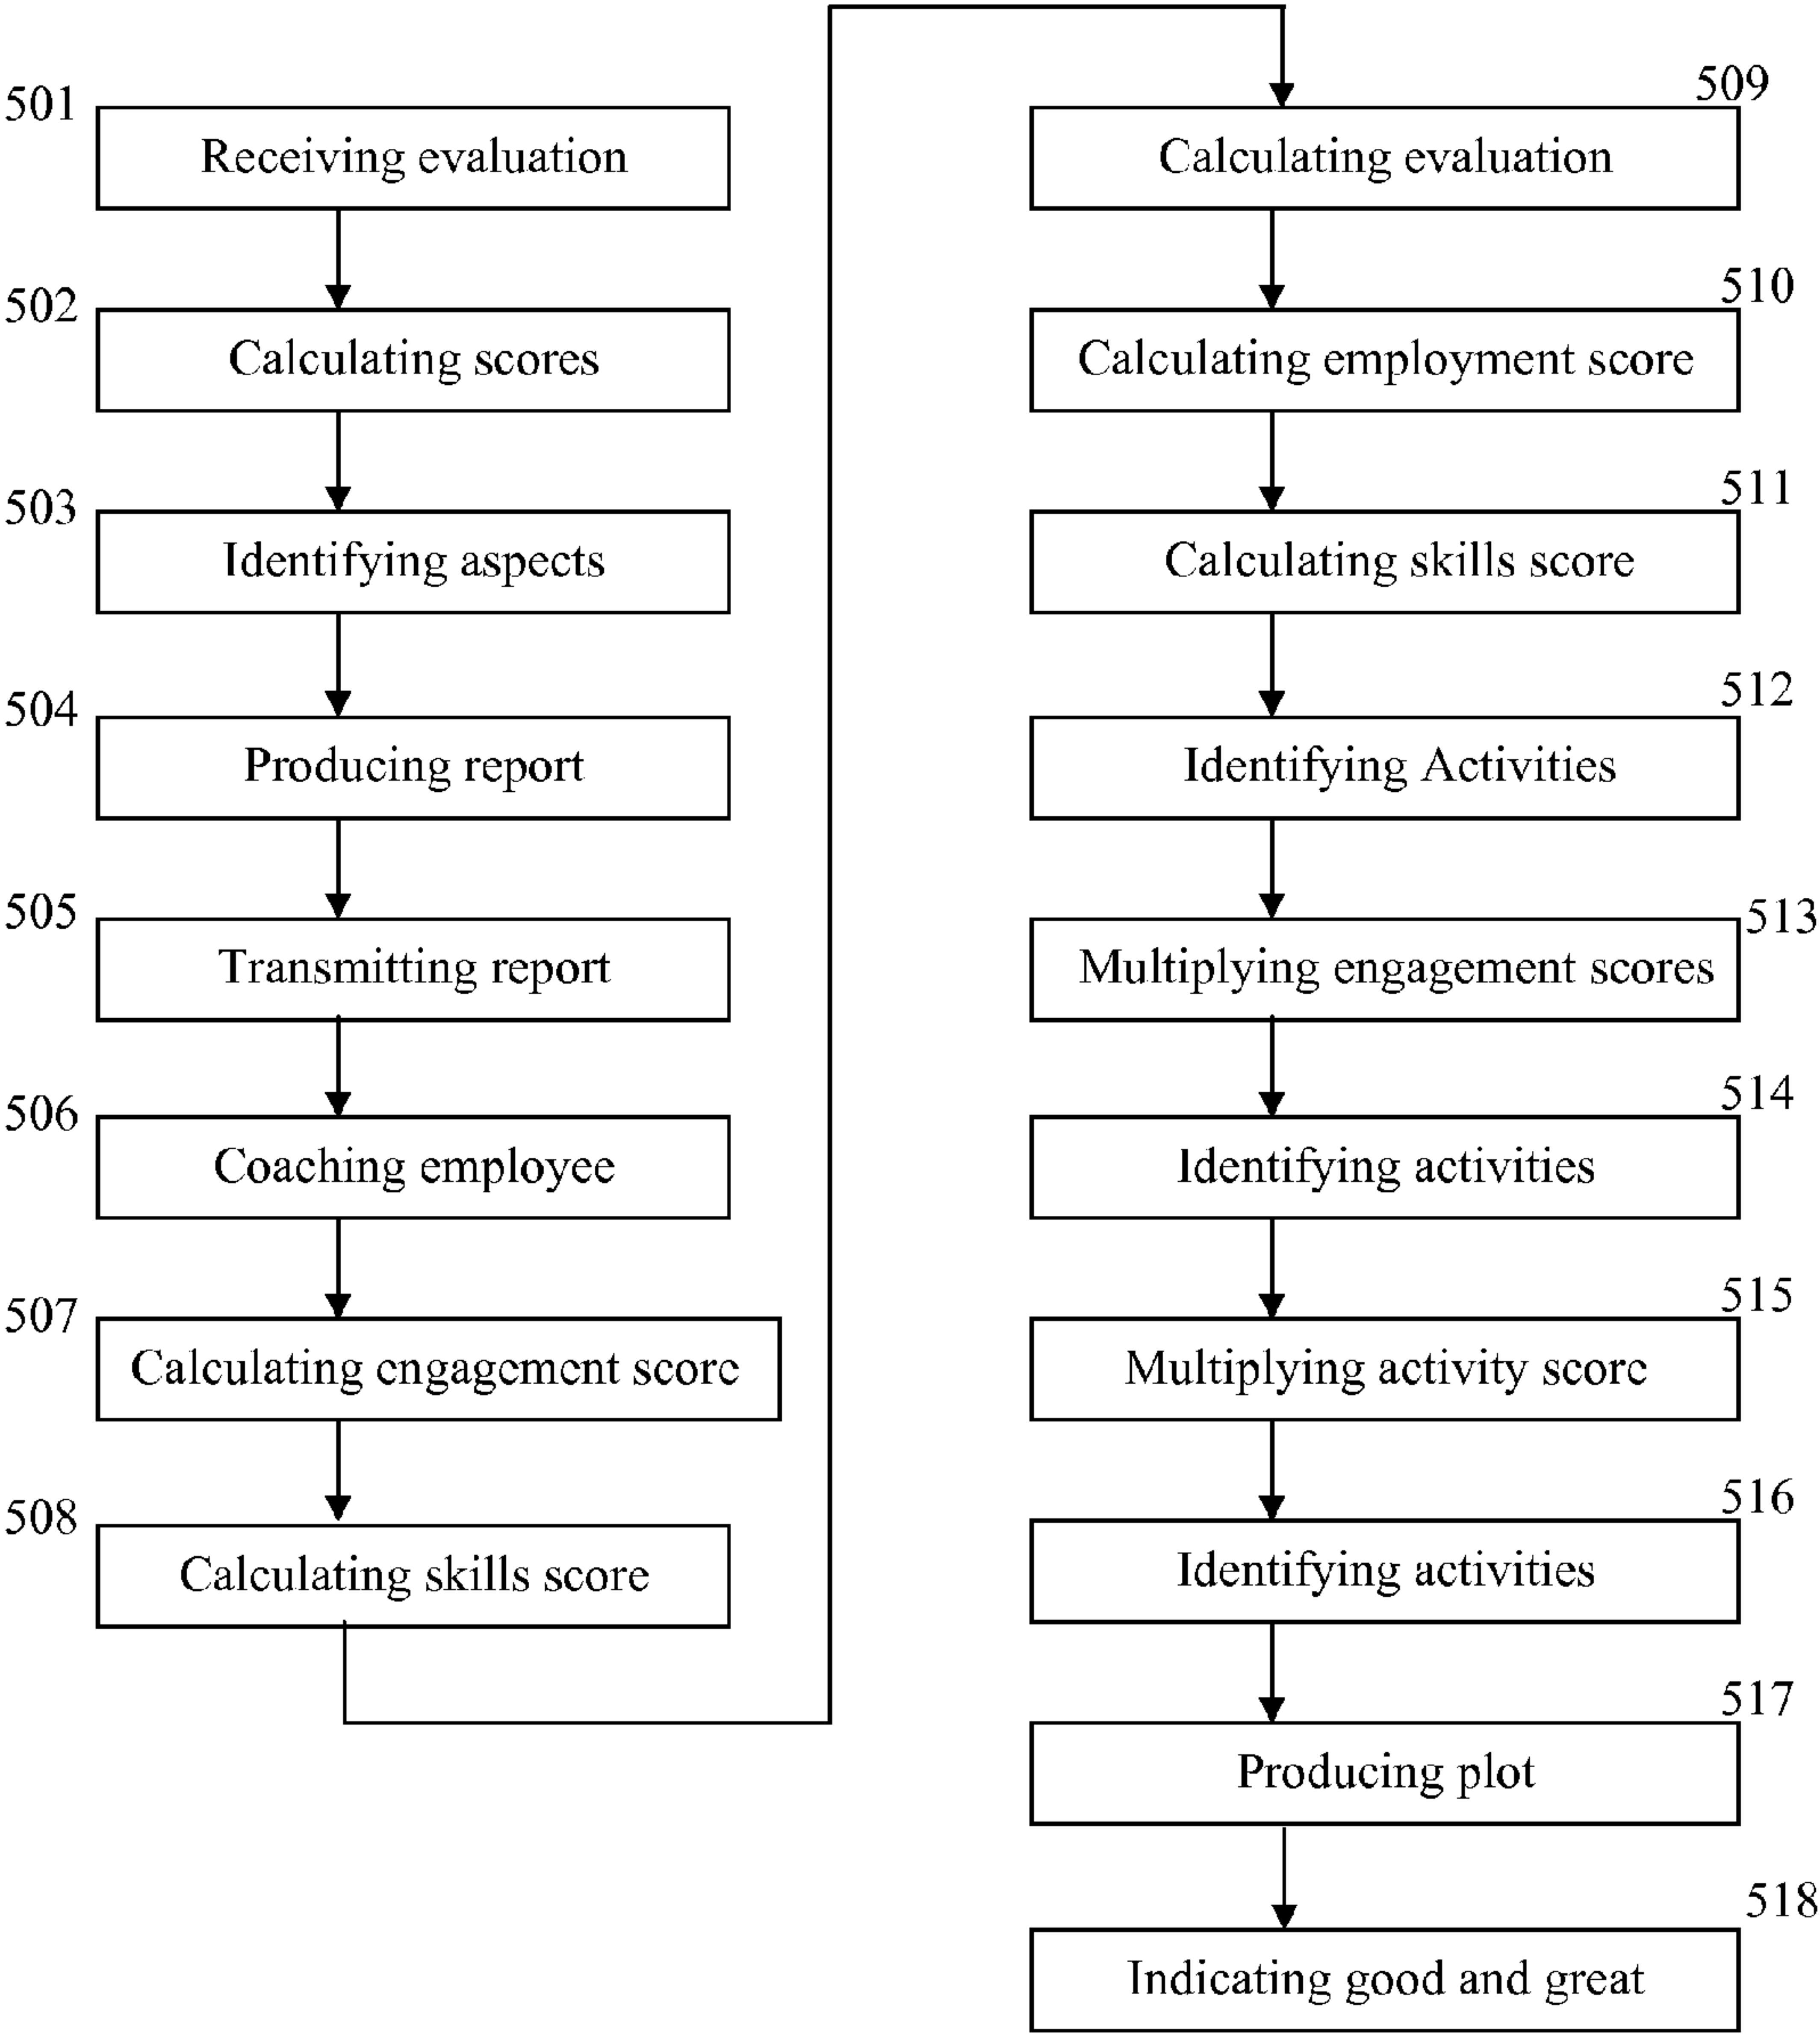 501
Receiving evaluation
502
Calculating scores
503
Identifying aspects
504
Producing report
505
Transmitting report
506
Coaching employee
507
Calculating engagement score
508
Calculating skills score
509
Calculating evaluation
510
Calculating employment score
511
Calculating skills score
512
Identifying Activities
513
Multiplying engagement scores
514
Identifying activities
515
Multiplying activity score
516
Identifying activities
517
Producing plot
518
Indicating good and great